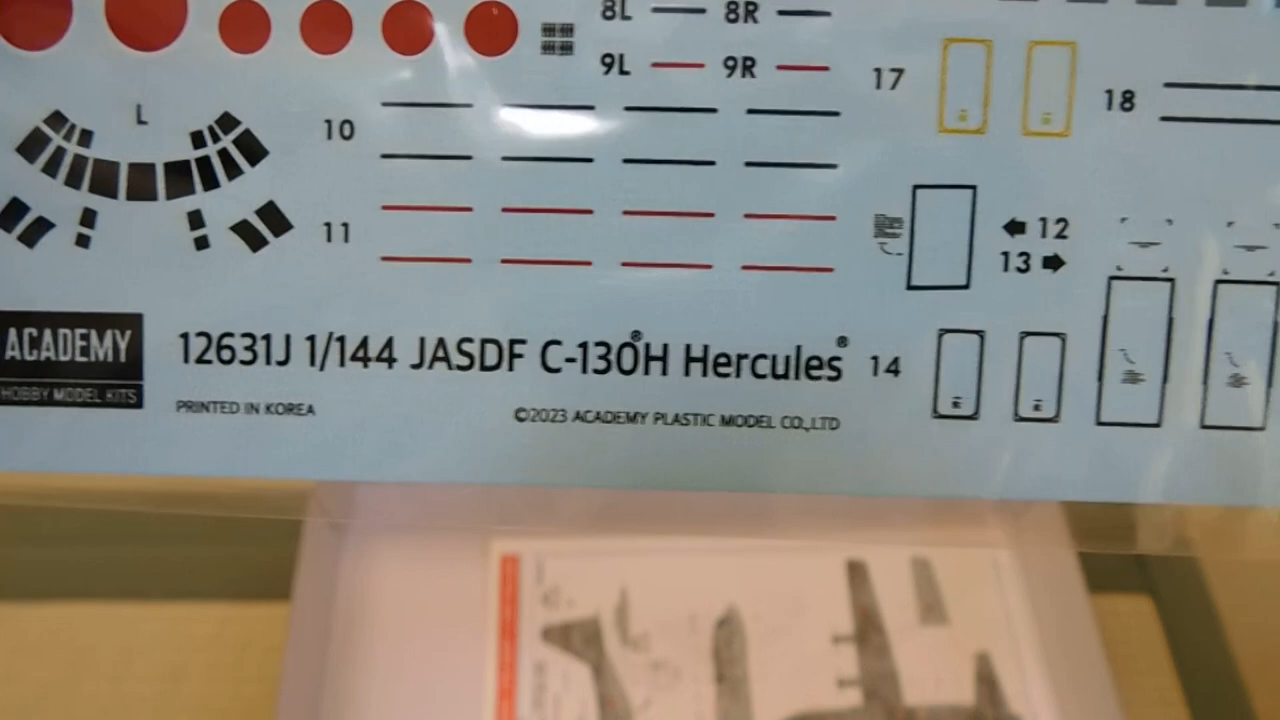 8L 8R
9L 9R
17
18
L
10
11
12
13
ACADEMY
HOBBY MODEL KITS
12631J 1/144 JASDF C-130®H Hercules®
14
PRINTED IN KOREA
©2023 ACADEMY PLASTIC MODEL CO.,LTD